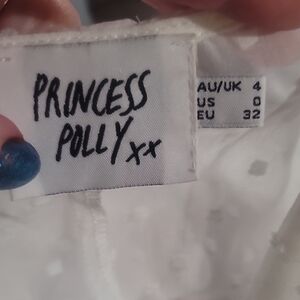 PRINCESS
POLLY xx
AU/UK 4
US 0
EU 32